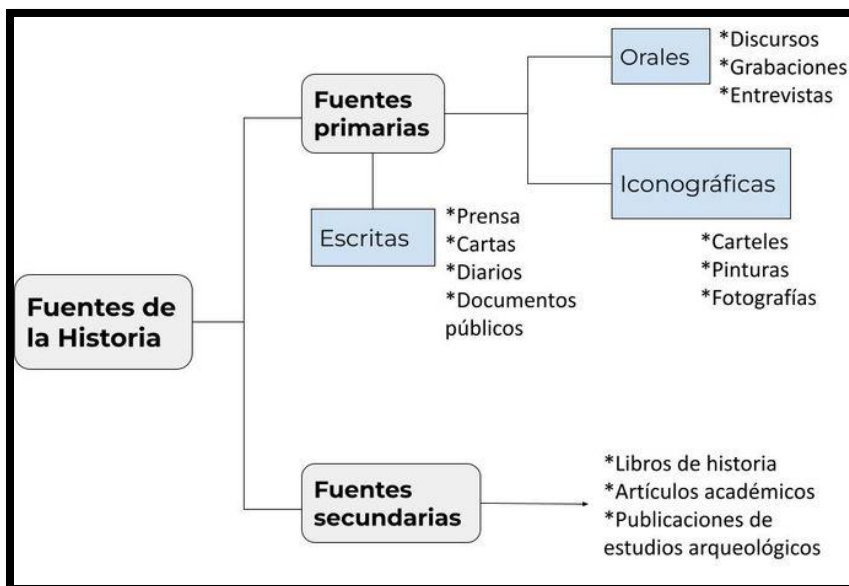 Fuentes de
la Historia
Fuentes
primarias
Orales
*Discursos
*Grabaciones
*Entrevistas
Iconográficas
*Carteles
*Pinturas
*Fotografías
Escritas
*Prensa
*Cartas
*Diarios
*Documentos
públicos
Fuentes
secundarias
*Libros de historia
*Artículos académicos
*Publicaciones de
estudios arqueológicos